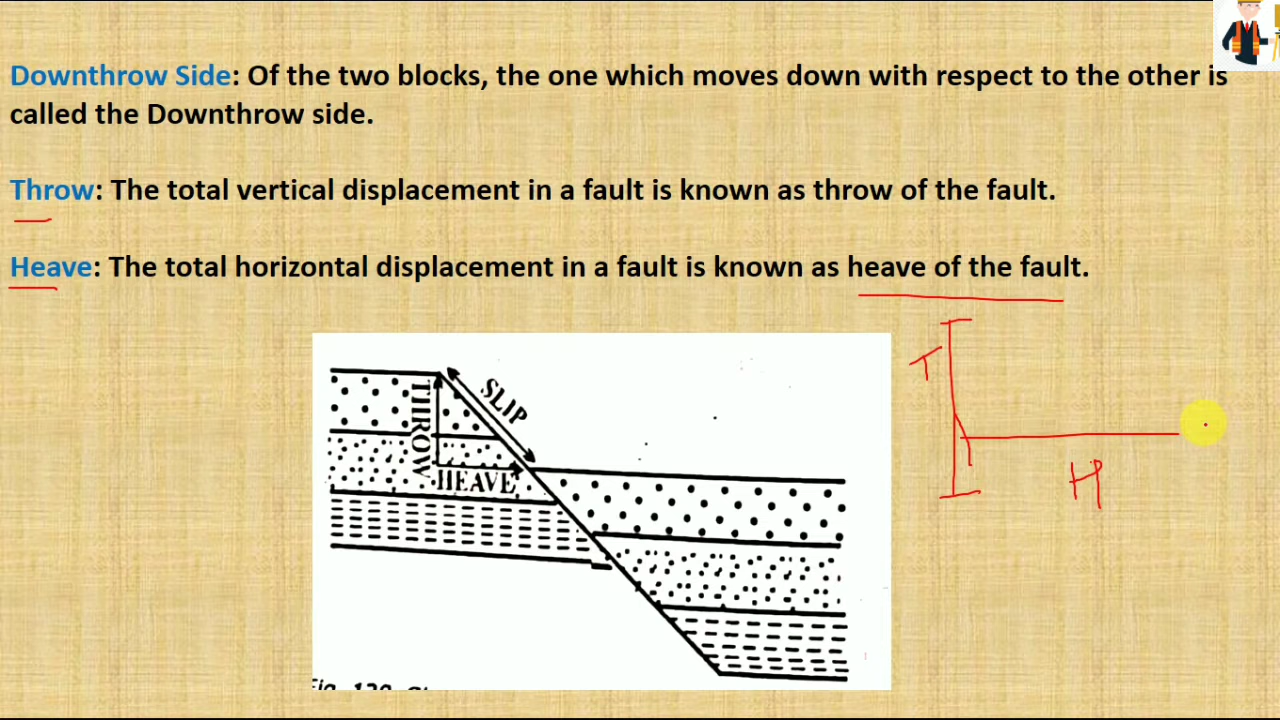 Downthrow Side: Of the two blocks, the one which moves down with respect to the other is
called the Downthrow side.
Throw: The total vertical displacement in a fault is known as throw of the fault.
Heave: The total horizontal displacement in a fault is known as heave of the fault.
SLIP
THROW
HEAVE
T
H